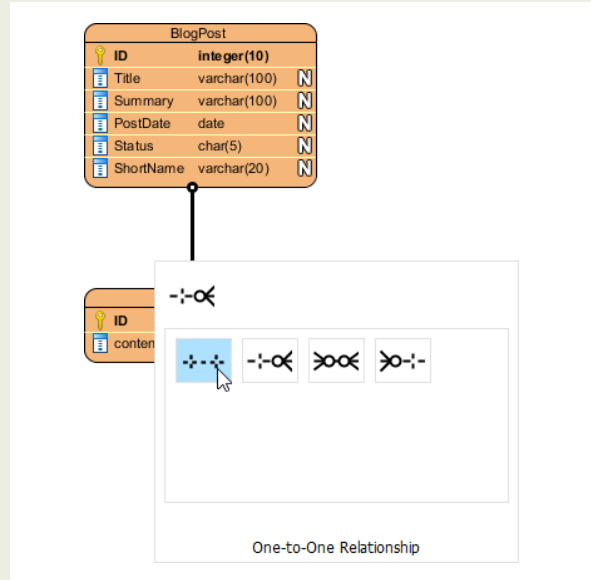 BlogPost
ID integer(10)
Title varchar(100) N
Summary varchar(100) N
PostDate date N
Status char(5) N
ShortName varchar(20) N
ID
conten
One-to-One Relationship